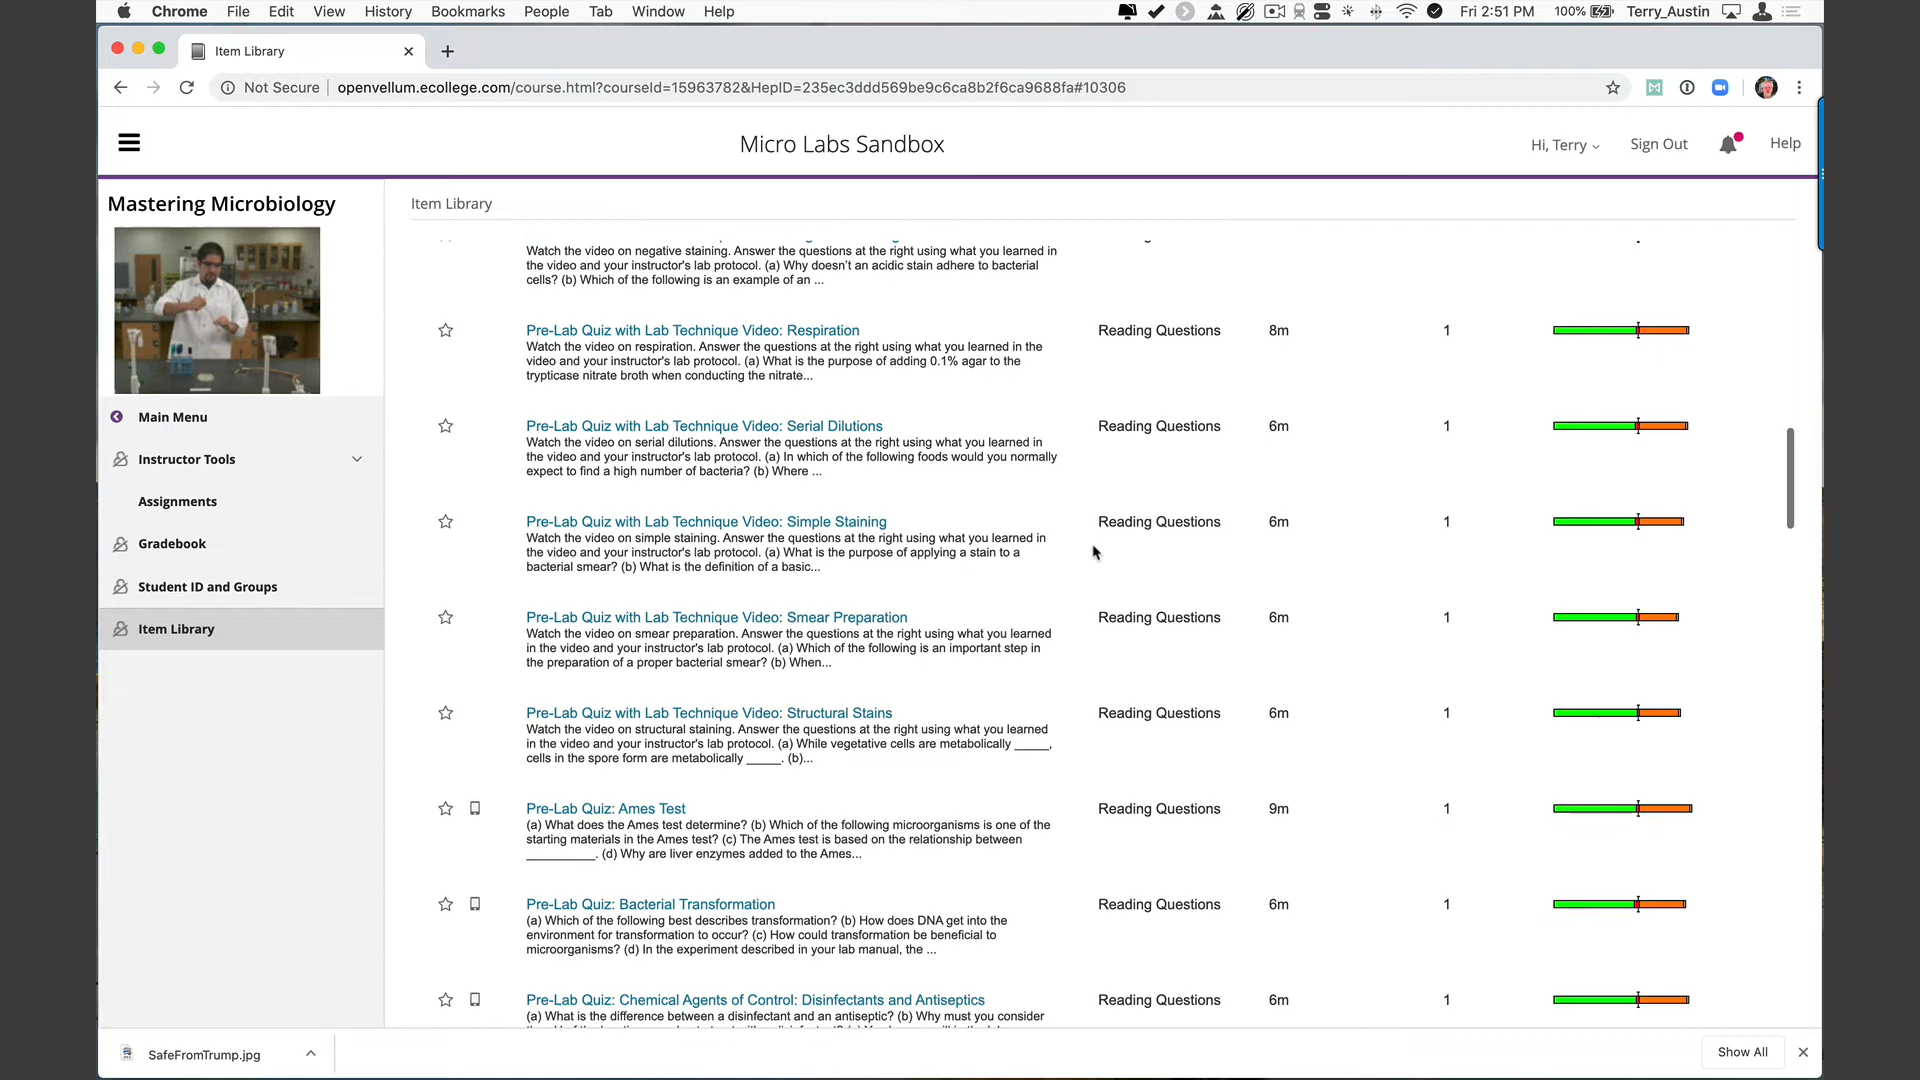 Chrome File Edit View History Bookmarks People Tab Window Help Fri 2:51 PM 100% Terry_Austin
Item Library
Not Secure openvellum.ecollege.com/course.html?courseId=15963782&HepID=235ec3ddd569be9c6ca8b2f6ca9688fa#10306
Micro Labs Sandbox
Hi, Terry Sign Out Help
Mastering Microbiology
Main Menu
Instructor Tools
Assignments
Gradebook
Student ID and Groups
Item Library
Item Library
Watch the video on negative staining. Answer the questions at the right using what you learned in
the video and your instructor's lab protocol. (a) Why doesn't an acidic stain adhere to bacterial
cells? (b) Which of the following is an example of an ...
Pre-Lab Quiz with Lab Technique Video: Respiration Reading Questions 8m 1
Watch the video on respiration. Answer the questions at the right using what you learned in the
video and your instructor's lab protocol. (a) What is the purpose of adding 0.1% agar to the
trypticase nitrate broth when conducting the nitrate...
Pre-Lab Quiz with Lab Technique Video: Serial Dilutions Reading Questions 6m 1
Watch the video on serial dilutions. Answer the questions at the right using what you learned in
the video and your instructor's lab protocol. (a) In which of the following foods would you normally
expect to find a high number of bacteria? (b) Where ...
Pre-Lab Quiz with Lab Technique Video: Simple Staining Reading Questions 6m 1
Watch the video on simple staining. Answer the questions at the right using what you learned in
the video and your instructor's lab protocol. (a) What is the purpose of applying a stain to a
bacterial smear? (b) What is the definition of a basic...
Pre-Lab Quiz with Lab Technique Video: Smear Preparation Reading Questions 6m 1
Watch the video on smear preparation. Answer the questions at the right using what you learned
in the video and your instructor's lab protocol. (a) Which of the following is an important step in
the preparation of a proper bacterial smear? (b) When...
Pre-Lab Quiz with Lab Technique Video: Structural Stains Reading Questions 6m 1
Watch the video on structural staining. Answer the questions at the right using what you learned
in the video and your instructor's lab protocol. (a) While vegetative cells are metabolically _____,
cells in the spore form are metabolically _____. (b)...
Pre-Lab Quiz: Ames Test Reading Questions 9m 1
(a) What does the Ames test determine? (b) Which of the following microorganisms is one of the
starting materials in the Ames test? (c) The Ames test is based on the relationship between
__________. (d) Why are liver enzymes added to the Ames...
Pre-Lab Quiz: Bacterial Transformation Reading Questions 6m 1
(a) Which of the following best describes transformation? (b) How does DNA get into the
environment for transformation to occur? (c) How could transformation be beneficial to
microorganisms? (d) In the experiment described in your lab manual, the ...
Pre-Lab Quiz: Chemical Agents of Control: Disinfectants and Antiseptics Reading Questions 6m 1
(a) What is the difference between a disinfectant and an antiseptic? (b) Why must you consider
SafeFromTrump.jpg Show All